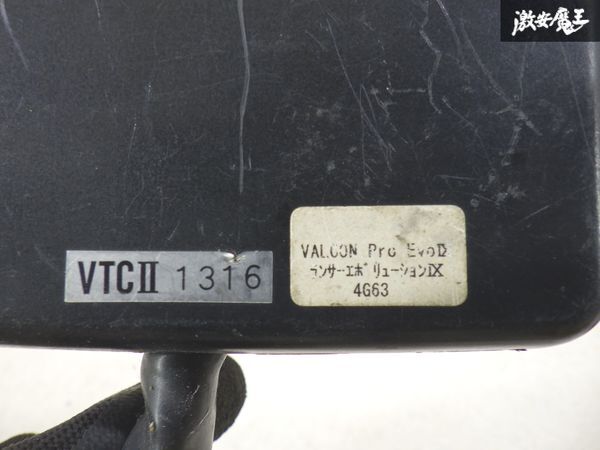 激安魔王
VTCⅡ 1316
VALCON Pro EvoⅨ
ランサーエボリューションⅨ
4G63